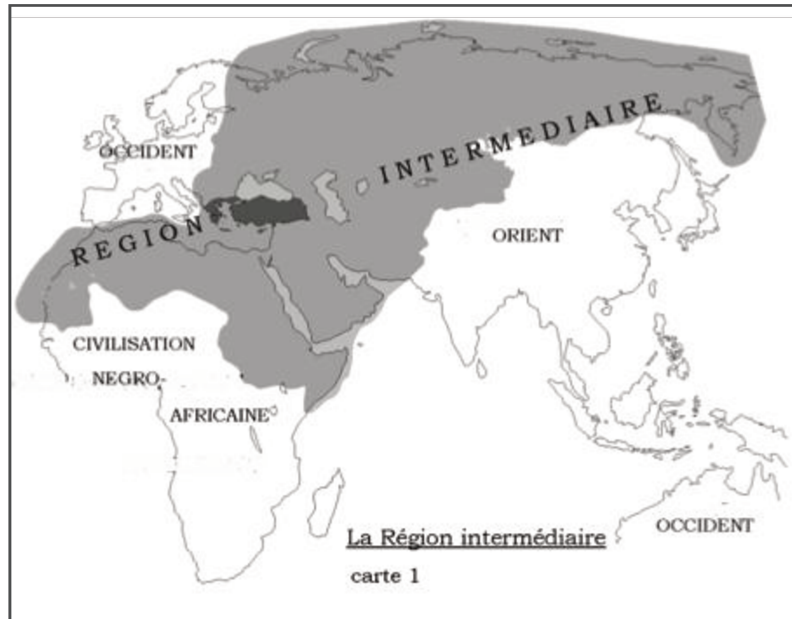 OCCIDENT
REGION INTERMEDIAIRE
ORIENT
CIVILISATION
NEGRO-
AFRICAINE
OCCIDENT
La Région intermédiaire
carte 1